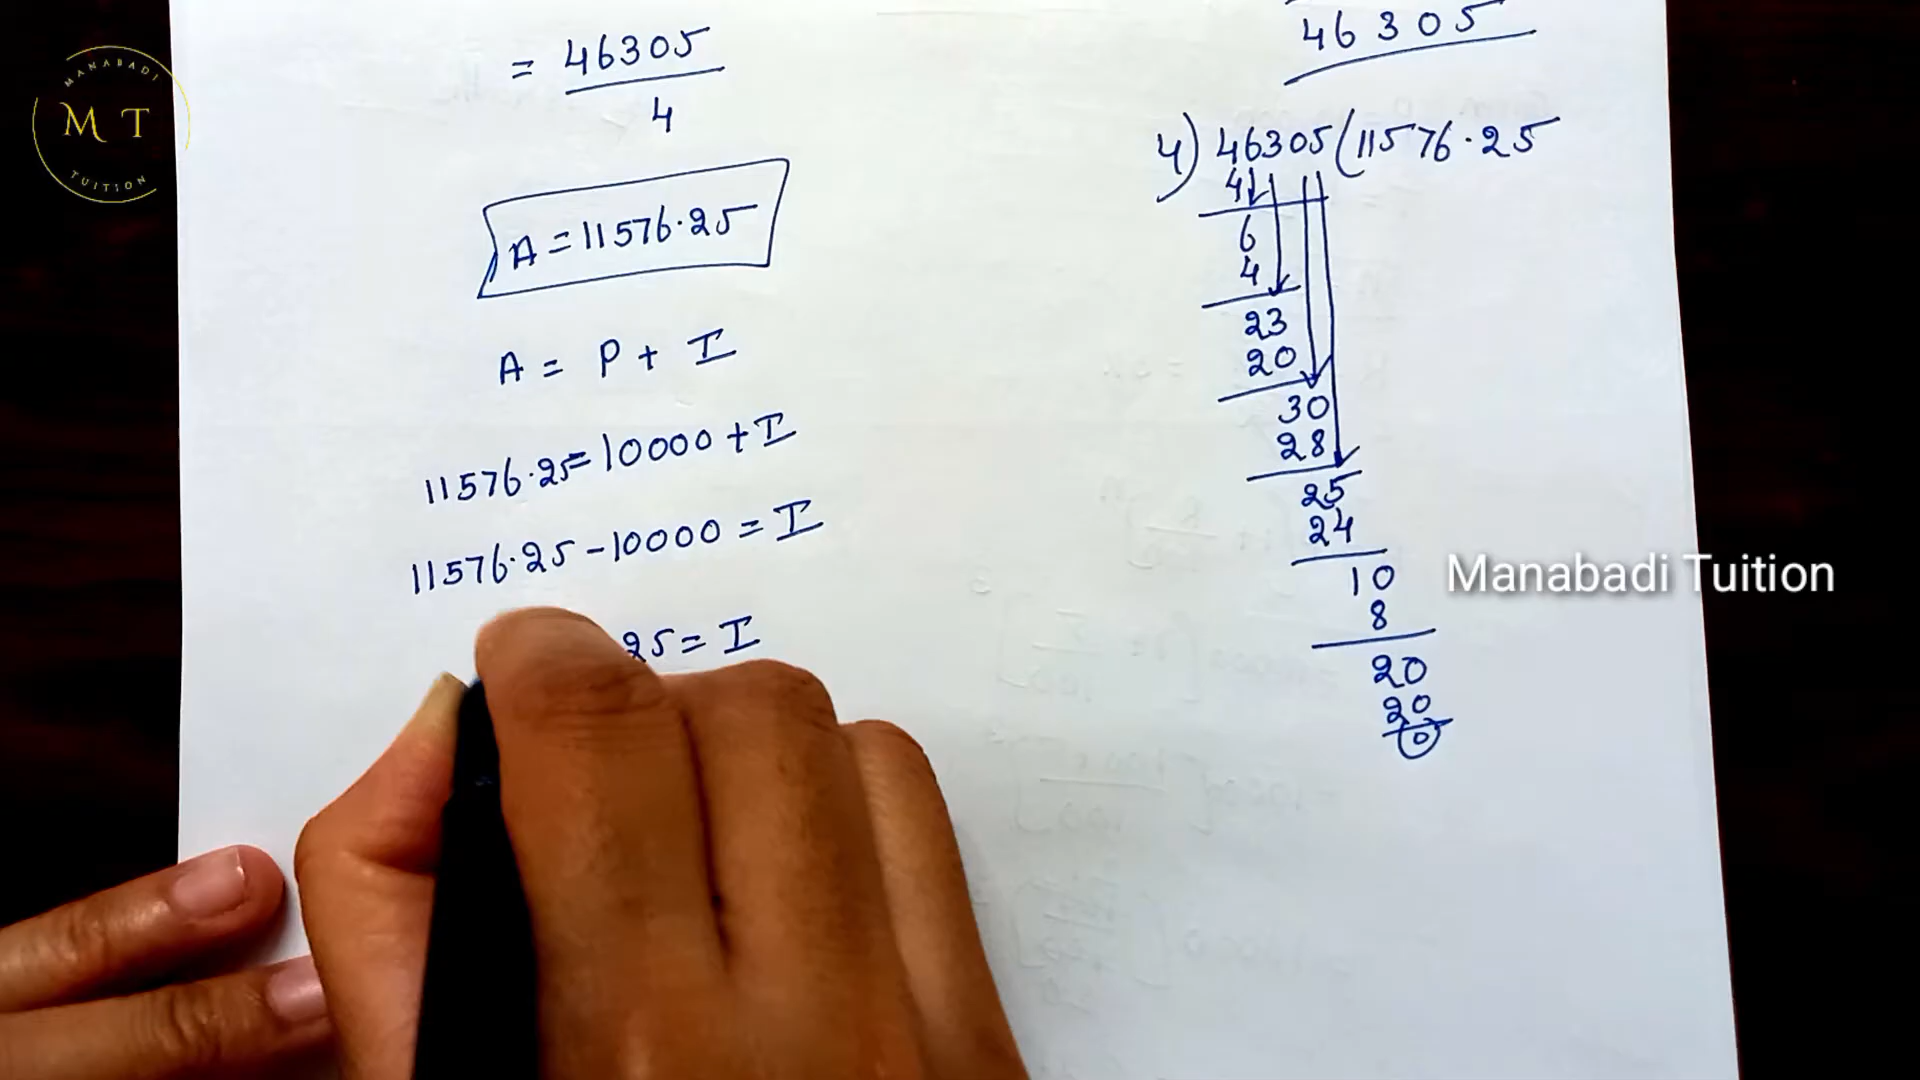 MANABADI
M T
TUITION
= 46305
4
A = 11576.25
A = P + I
11576.25 = 10000 + I
11576.25 - 10000 = I
25 = I
46305
4) 46305 (11576.25
4
6
4
23
20
30
28
25
24
10
8
20
20
0
Manabadi Tuition